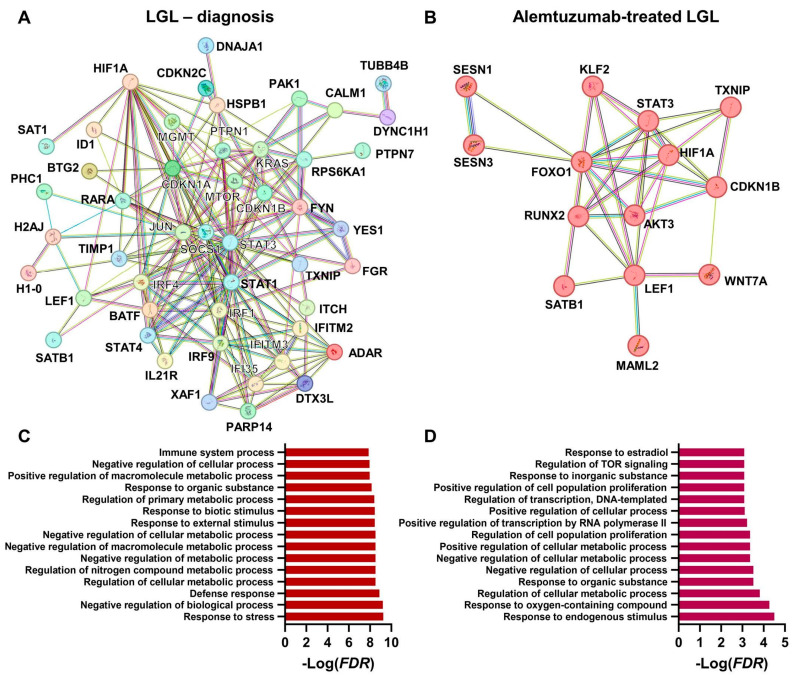 LGL – diagnosis
Alemtuzumab-treated LGL
A
DNAJA1
HIF1A
CDKN2C
TUBB4B
PAK1
CALM1
HSPB1
MGMT
PTPN1
DYNC1H1
SAT1
ID1
KRAS
PTPN7
BTG2
RPS6KA1
PHC1
CDKN1A
MTOR
RARA
CDKN1B
FYN
H2AJ
JUN
YES1
SOCS1
STAT3
TIMP1
TXNIP
FGR
H1-0
STAT1
LEF1
IRF4
ITCH
BATF
IRF1
IFITM2
SATB1
STAT4
IFITM3
ADAR
IL21R
IRF9
IFI35
XAF1
DTX3L
PARP14
B
SESN1
KLF2
TXNIP
STAT3
SESN3
HIF1A
FOXO1
CDKN1B
RUNX2
AKT3
SATB1
LEF1
WNT7A
MAML2
C
Immune system process
Negative regulation of cellular process
Positive regulation of macromolecule metabolic process
Response to organic substance
Regulation of primary metabolic process
Response to biotic stimulus
Response to external stimulus
Negative regulation of cellular metabolic process
Negative regulation of macromolecule metabolic process
Negative regulation of metabolic process
Regulation of nitrogen compound metabolic process
Regulation of cellular metabolic process
Defense response
Negative regulation of biological process
Response to stress
0 2 4 6 8 10
-Log(FDR)
D
Response to estradiol
Regulation of TOR signaling
Response to inorganic substance
Positive regulation of cell population proliferation
Regulation of transcription, DNA-templated
Positive regulation of cellular process
Positive regulation of transcription by RNA polymerase II
Regulation of cell population proliferation
Positive regulation of cellular metabolic process
Negative regulation of cellular metabolic process
Negative regulation of cellular process
Response to organic substance
Regulation of cellular metabolic process
Response to oxygen-containing compound
Response to endogenous stimulus
0 1 2 3 4 5
-Log(FDR)